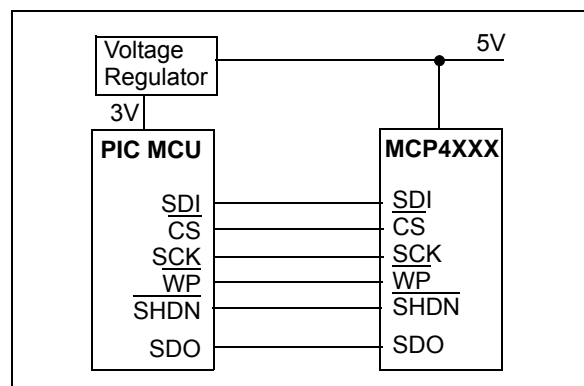 Voltage
Regulator
5V
3V
PIC MCU
MCP4XXX
SDI
SDI
CS
CS
SCK
SCK
WP
WP
SHDN
SHDN
SDO
SDO